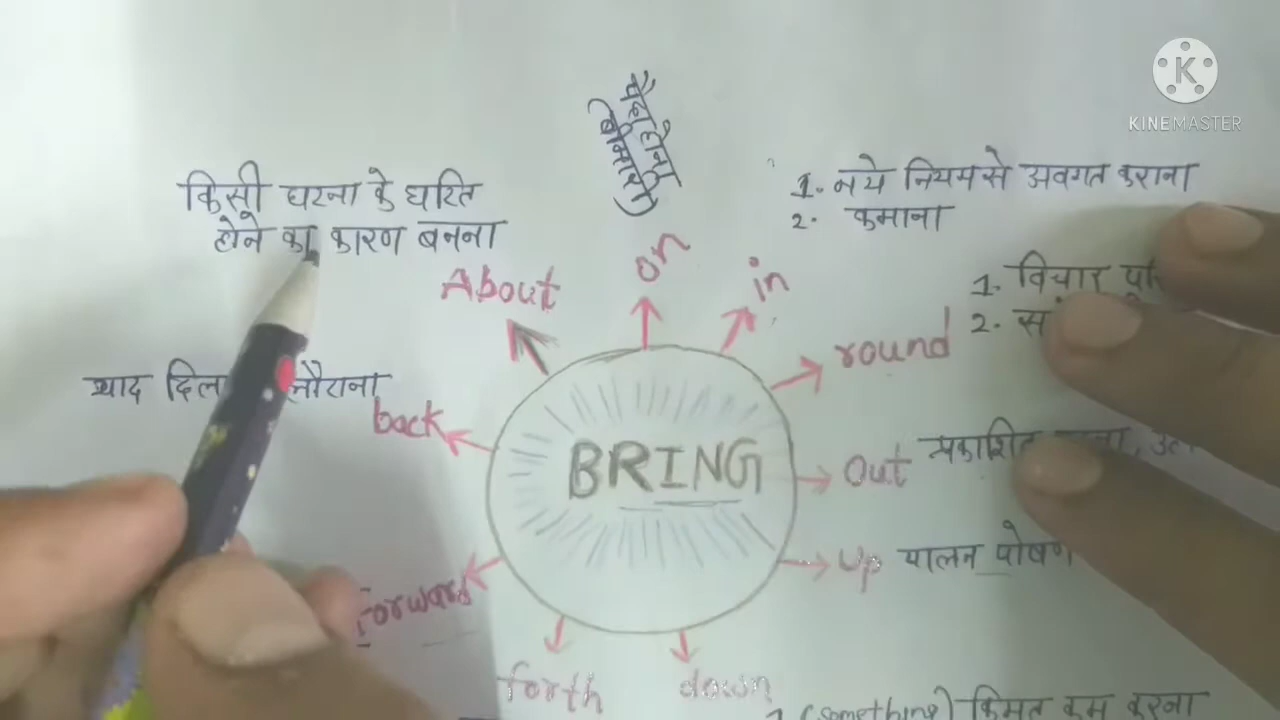 KINEMASTER
पैदा होना
(बीमारी)
किसी घटना के घटित
होने का कारण बनना
1. नये नियम से अवगत कराना
2. कमाना
About
on
in
1. विचार
2.
round
लौटाना
back
BRING
Out
Up पालन पोषण
Forward
forth
down
(something) किमत कम करना